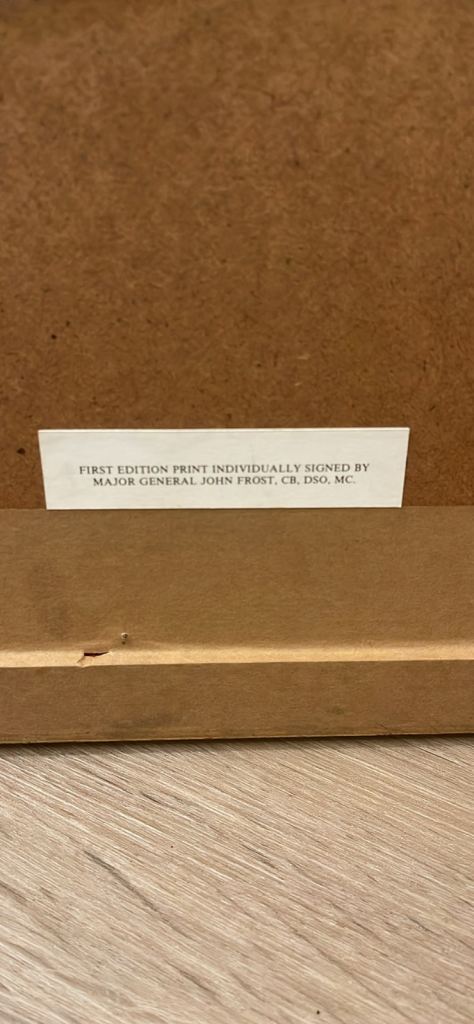 FIRST EDITION PRINT INDIVIDUALLY SIGNED BY
MAJOR GENERAL JOHN FROST, CB, DSO, MC.